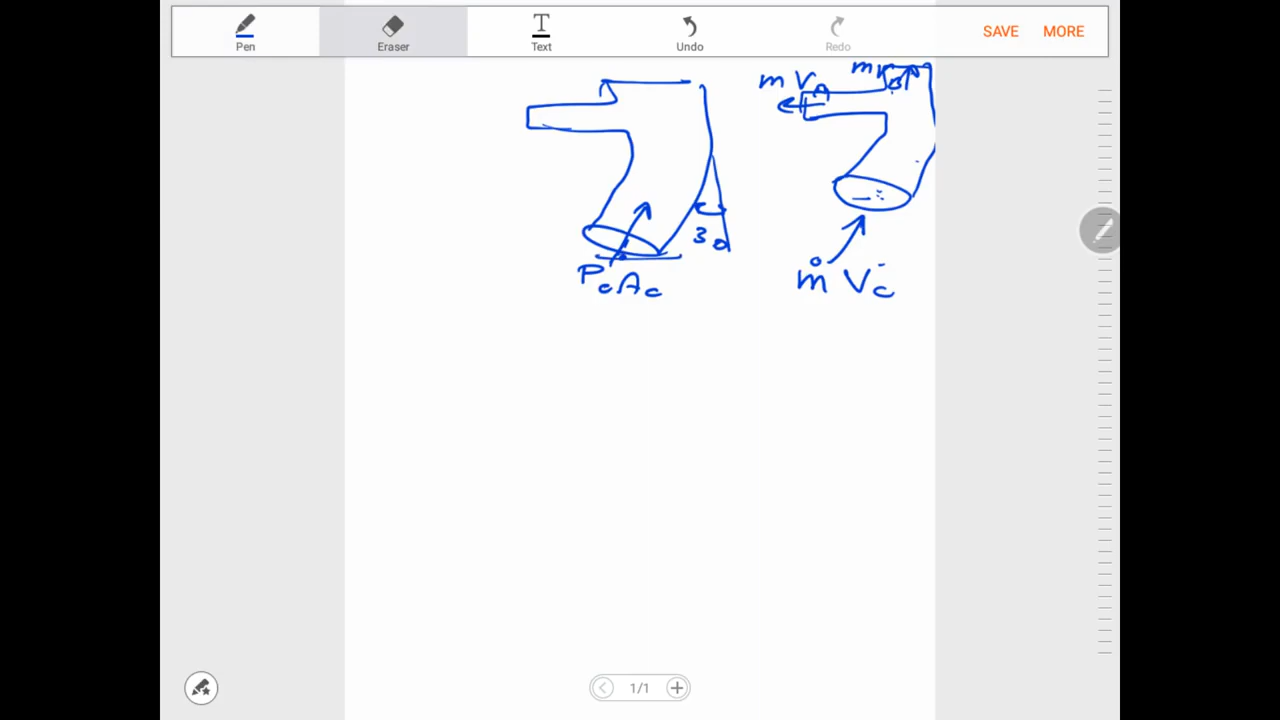 Pen
Eraser
Text
Undo
Redo
SAVE
MORE
m V_A
30
P_c A_c
ṁ V_c
1/1